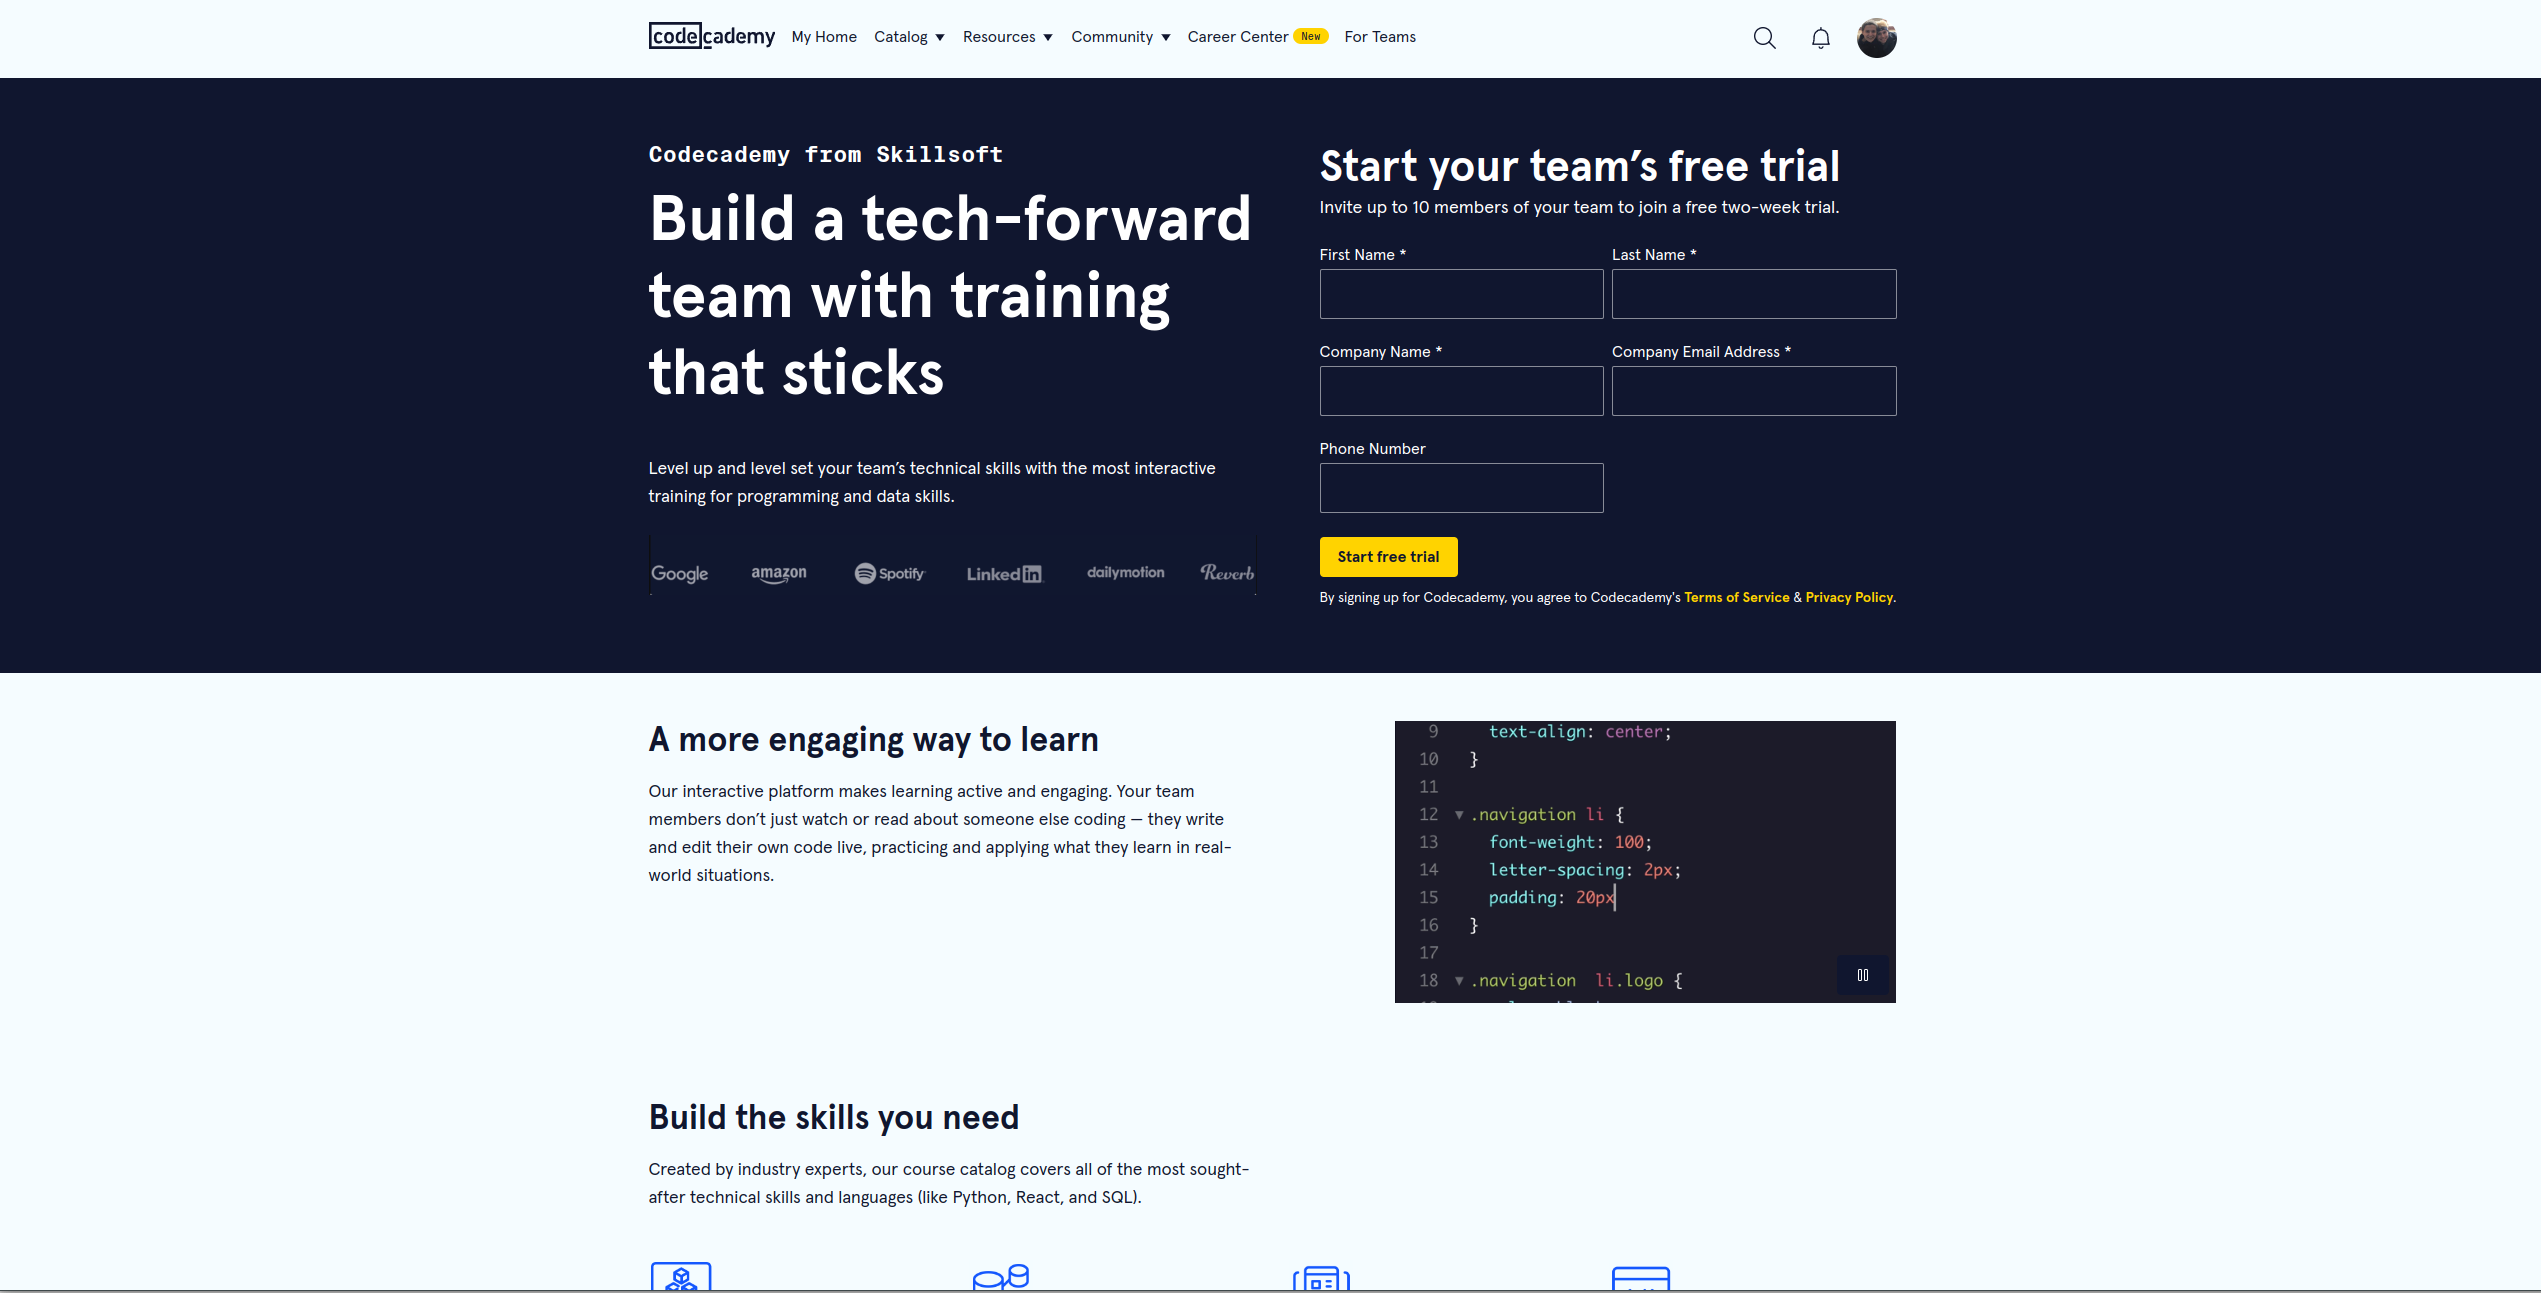 codecademy My Home Catalog Resources Community Career Center New For Teams
Codecademy from Skillsoft
Build a tech-forward
team with training
that sticks
Level up and level set your team's technical skills with the most interactive
training for programming and data skills.
Google amazon Spotify LinkedIn dailymotion Reverb
Start your team's free trial
Invite up to 10 members of your team to join a free two-week trial.
First Name * Last Name *
Company Name * Company Email Address *
Phone Number
Start free trial
By signing up for Codecademy, you agree to Codecademy's Terms of Service & Privacy Policy.
A more engaging way to learn
Our interactive platform makes learning active and engaging. Your team
members don't just watch or read about someone else coding — they write
and edit their own code live, practicing and applying what they learn in real-
world situations.
9 text-align: center;
10 }
11
12 .navigation li {
13 font-weight: 100;
14 letter-spacing: 2px;
15 padding: 20px
16 }
17
18 .navigation li.logo {
Build the skills you need
Created by industry experts, our course catalog covers all of the most sought-
after technical skills and languages (like Python, React, and SQL).